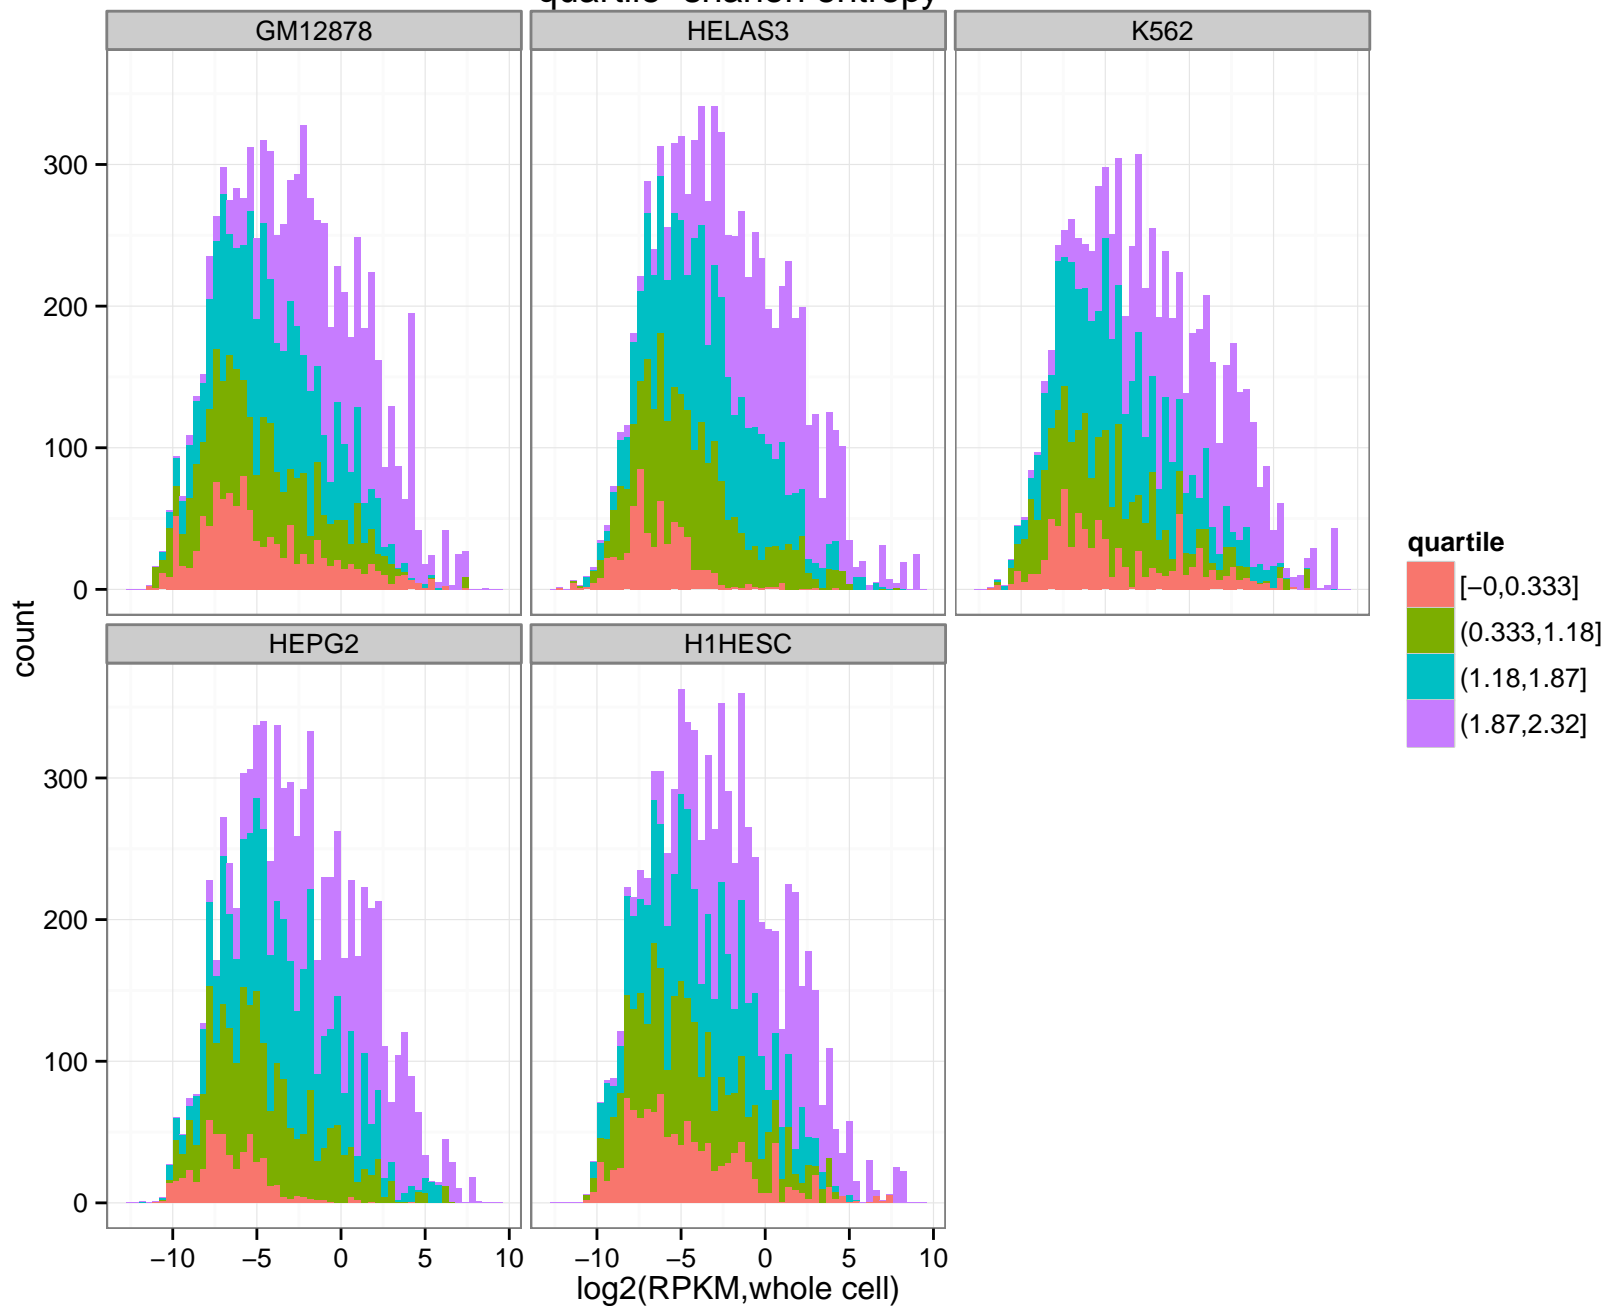 quartile
entropy
GM12878
HELAS3
K562
300
200
100
0
count
HEPG2
H1HESC
300
200
100
0
−10
−5
0
5
10
−10
−5
0
5
10
log2(RPKM,whole cell)
quartile
[−0,0.333]
(0.333,1.18]
(1.18,1.87]
(1.87,2.32]